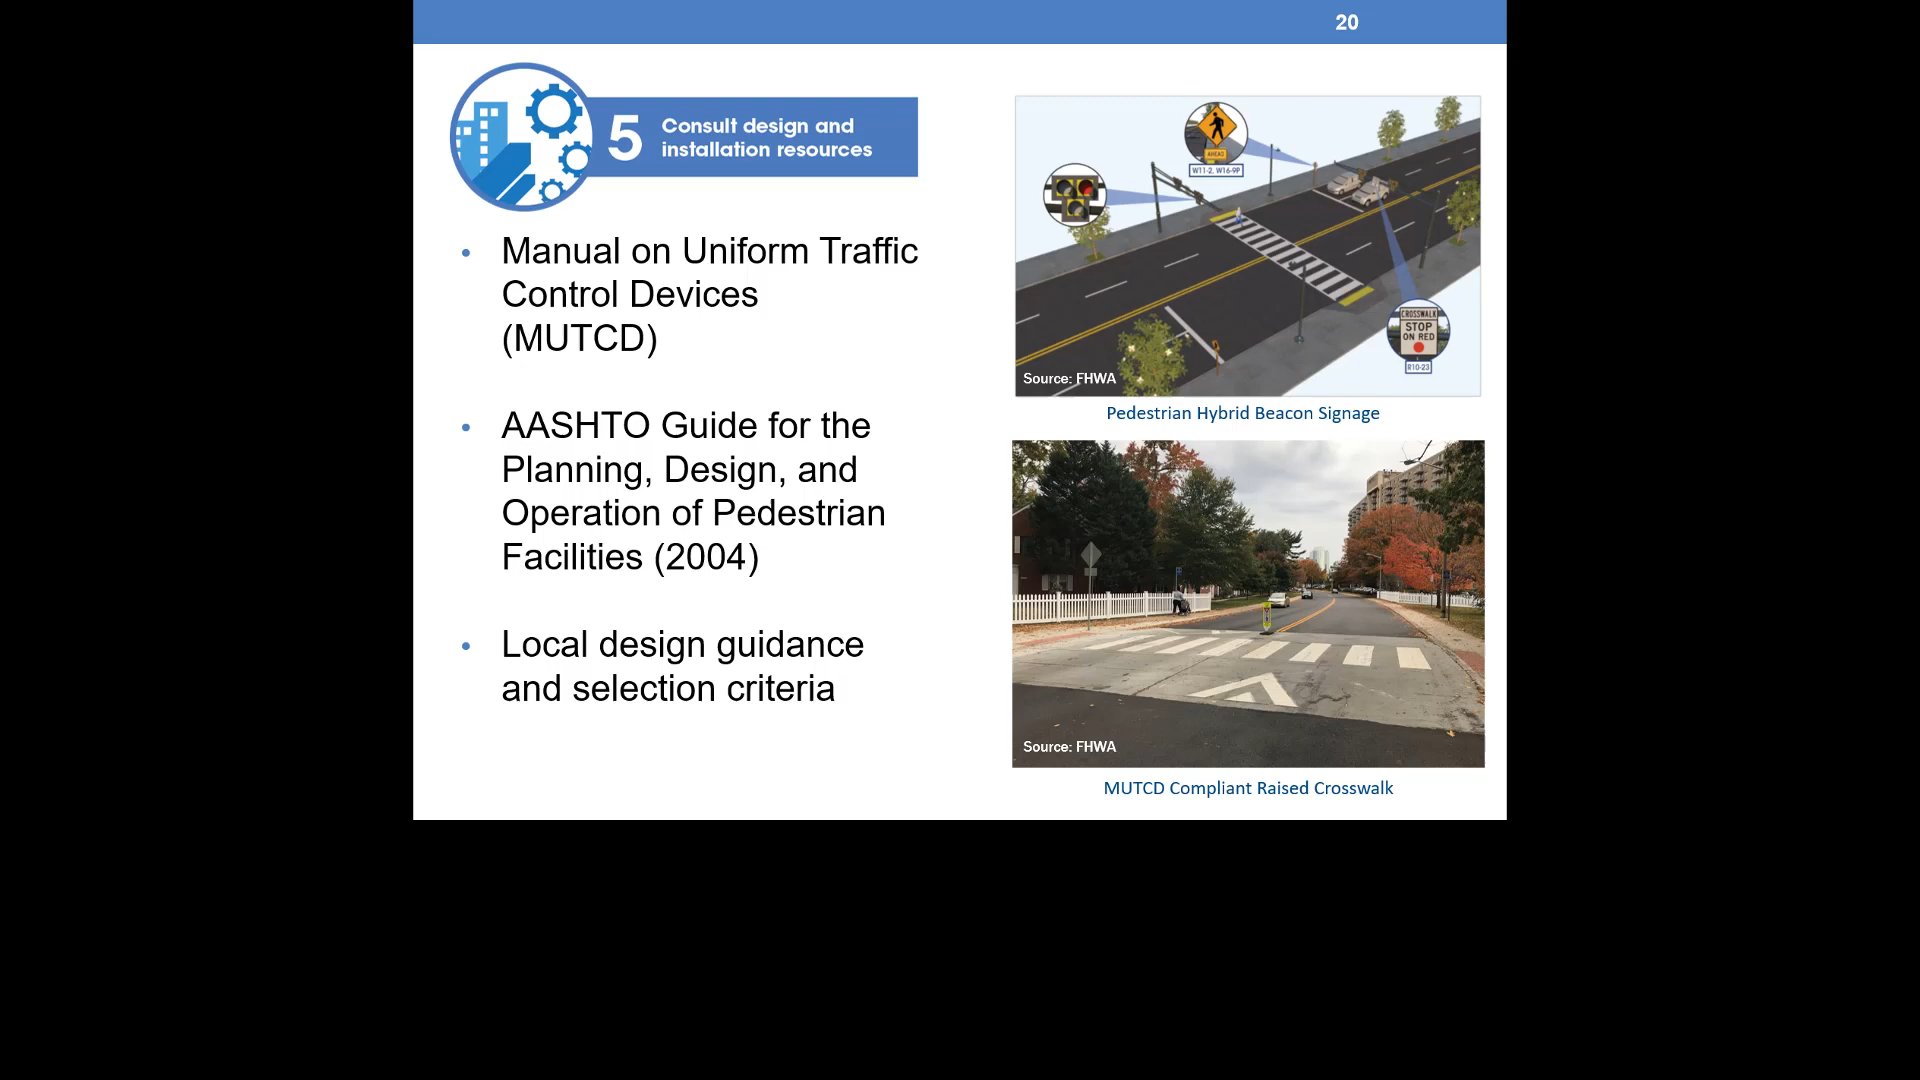 20
5
Consult design and
installation resources
• Manual on Uniform Traffic
Control Devices
(MUTCD)
• AASHTO Guide for the
Planning, Design, and
Operation of Pedestrian
Facilities (2004)
• Local design guidance
and selection criteria
AHEAD
W11-2, W16-9P
CROSSWALK
STOP
ON RED
R10-23
Source: FHWA
Pedestrian Hybrid Beacon Signage
Source: FHWA
MUTCD Compliant Raised Crosswalk